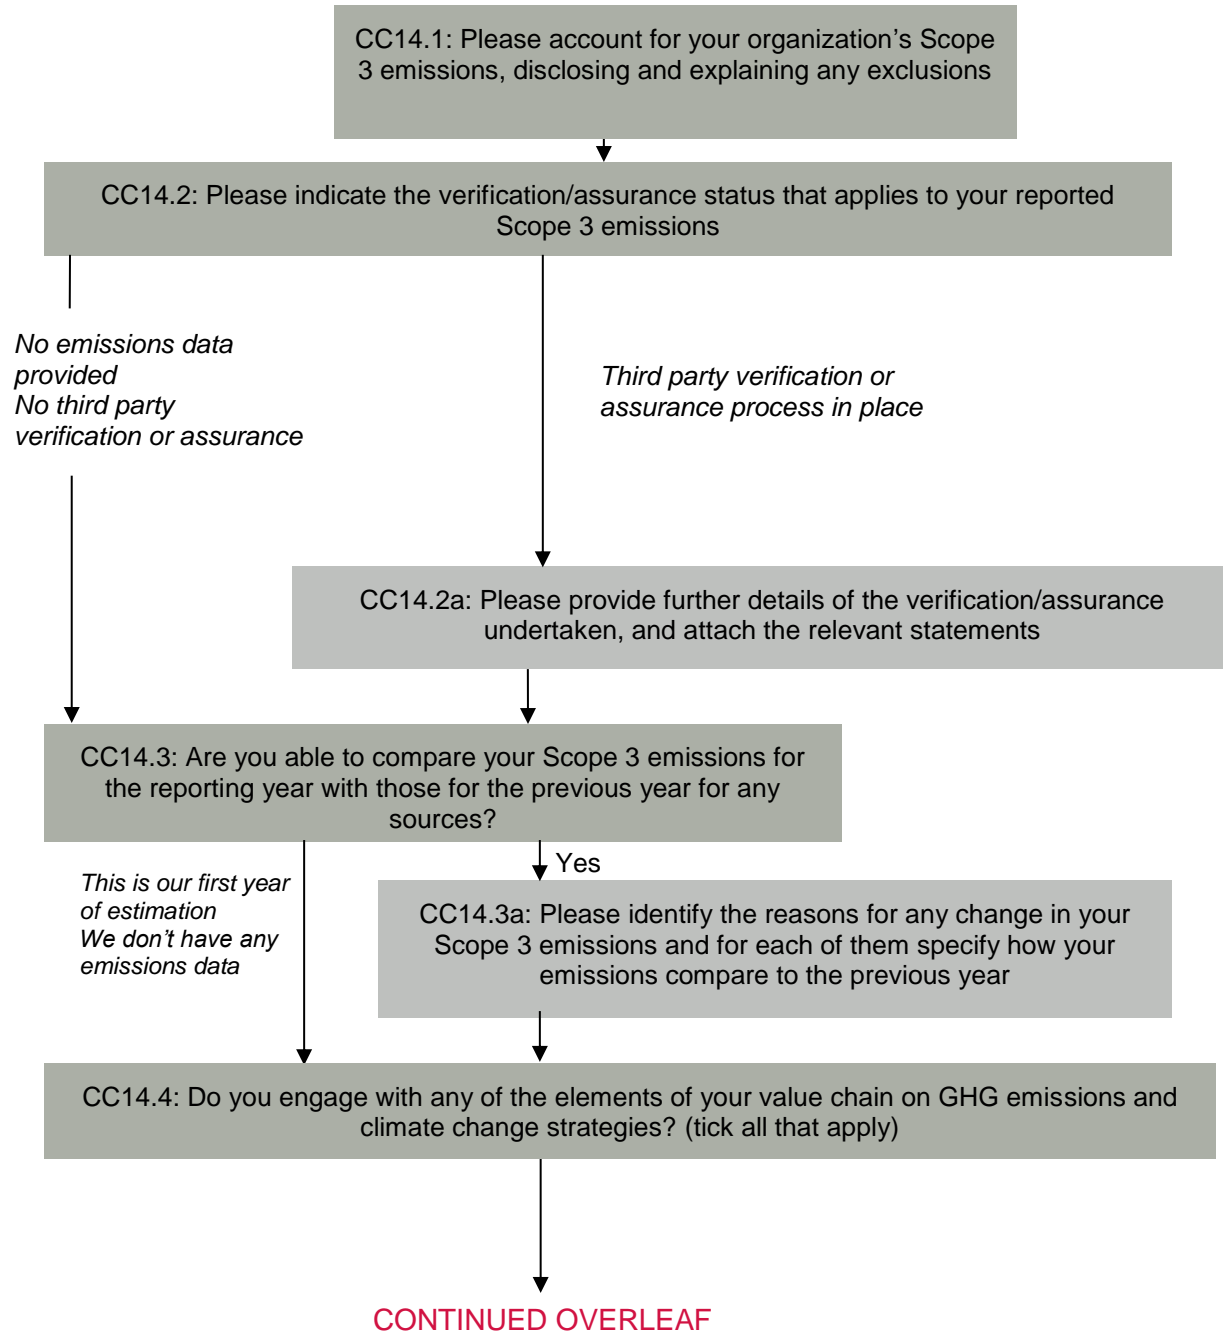 CC14.1: Please account for your organization’s Scope
3 emissions, disclosing and explaining any exclusions
CC14.2: Please indicate the verification/assurance status that applies to your reported
Scope 3 emissions
No emissions data
provided
No third party
verification or assurance
Third party verification or
assurance process in place
CC14.2a: Please provide further details of the verification/assurance
undertaken, and attach the relevant statements
CC14.3: Are you able to compare your Scope 3 emissions for
the reporting year with those for the previous year for any
sources?
Yes
This is our first year
of estimation
We don’t have any
emissions data
CC14.3a: Please identify the reasons for any change in your
Scope 3 emissions and for each of them specify how your
emissions compare to the previous year
CC14.4: Do you engage with any of the elements of your value chain on GHG emissions and
climate change strategies? (tick all that apply)
CONTINUED OVERLEAF